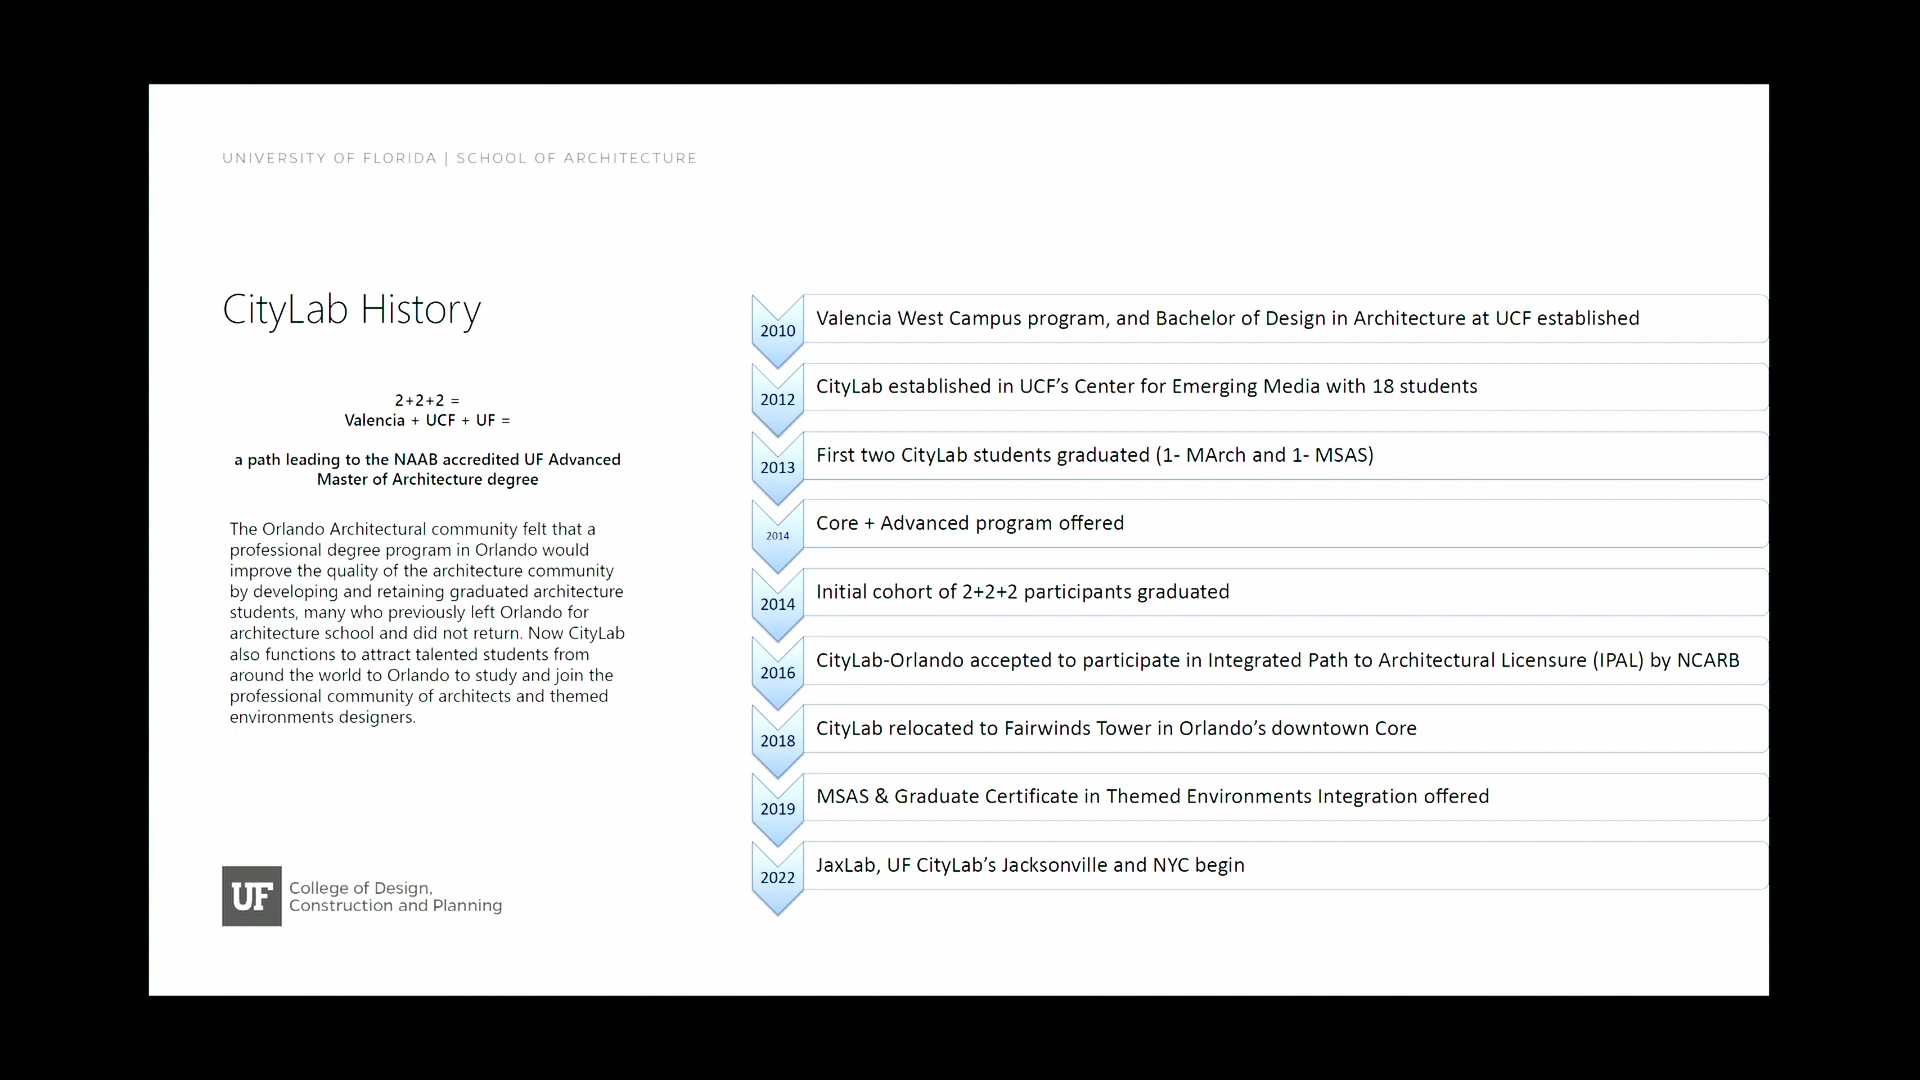 UNIVERSITY OF FLORIDA | SCHOOL OF ARCHITECTURE
CityLab History
2+2+2 =
Valencia + UCF + UF =
a path leading to the NAAB accredited UF Advanced
Master of Architecture degree
The Orlando Architectural community felt that a
professional degree program in Orlando would
improve the quality of the architecture community
by developing and retaining graduated architecture
students, many who previously left Orlando for
architecture school and did not return. Now CityLab
also functions to attract talented students from
around the world to Orlando to study and join the
professional community of architects and themed
environments designers.
UF College of Design,
Construction and Planning
2010 Valencia West Campus program, and Bachelor of Design in Architecture at UCF established
2012 CityLab established in UCF’s Center for Emerging Media with 18 students
2013 First two CityLab students graduated (1- MArch and 1- MSAS)
2014 Core + Advanced program offered
2014 Initial cohort of 2+2+2 participants graduated
2016 CityLab-Orlando accepted to participate in Integrated Path to Architectural Licensure (IPAL) by NCARB
2018 CityLab relocated to Fairwinds Tower in Orlando’s downtown Core
2019 MSAS & Graduate Certificate in Themed Environments Integration offered
2022 JaxLab, UF CityLab’s Jacksonville and NYC begin